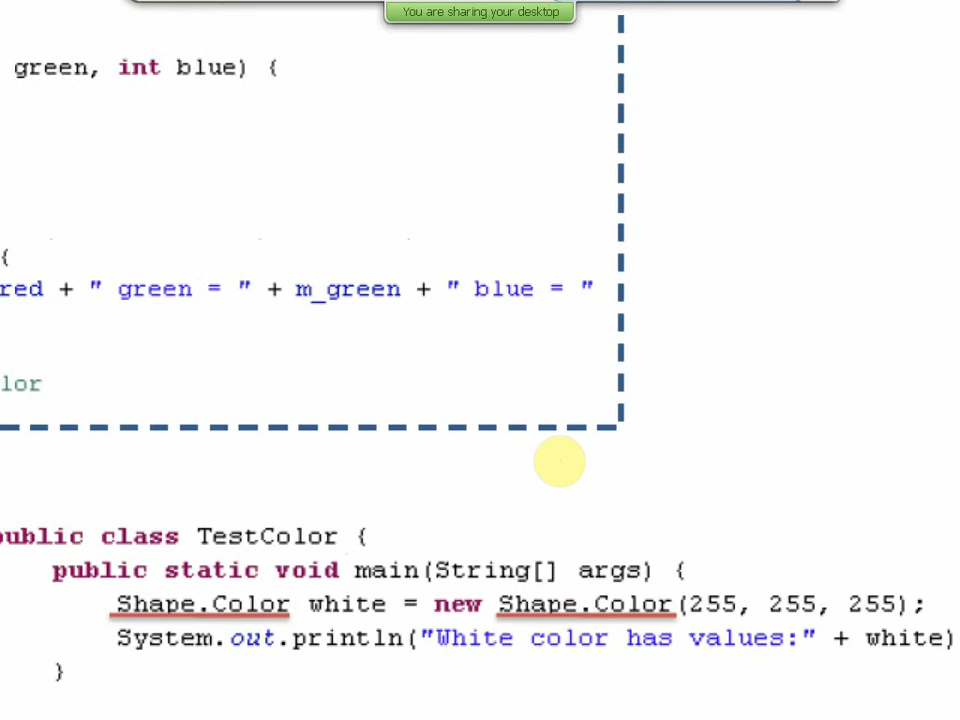 You are sharing your desktop
green, int blue) {
{
red + " green = " + m_green + " blue = "
lor
public class TestColor {
public static void main(String[] args) {
Shape.Color white = new Shape.Color(255, 255, 255);
System.out.println("White color has values:" + white)
}